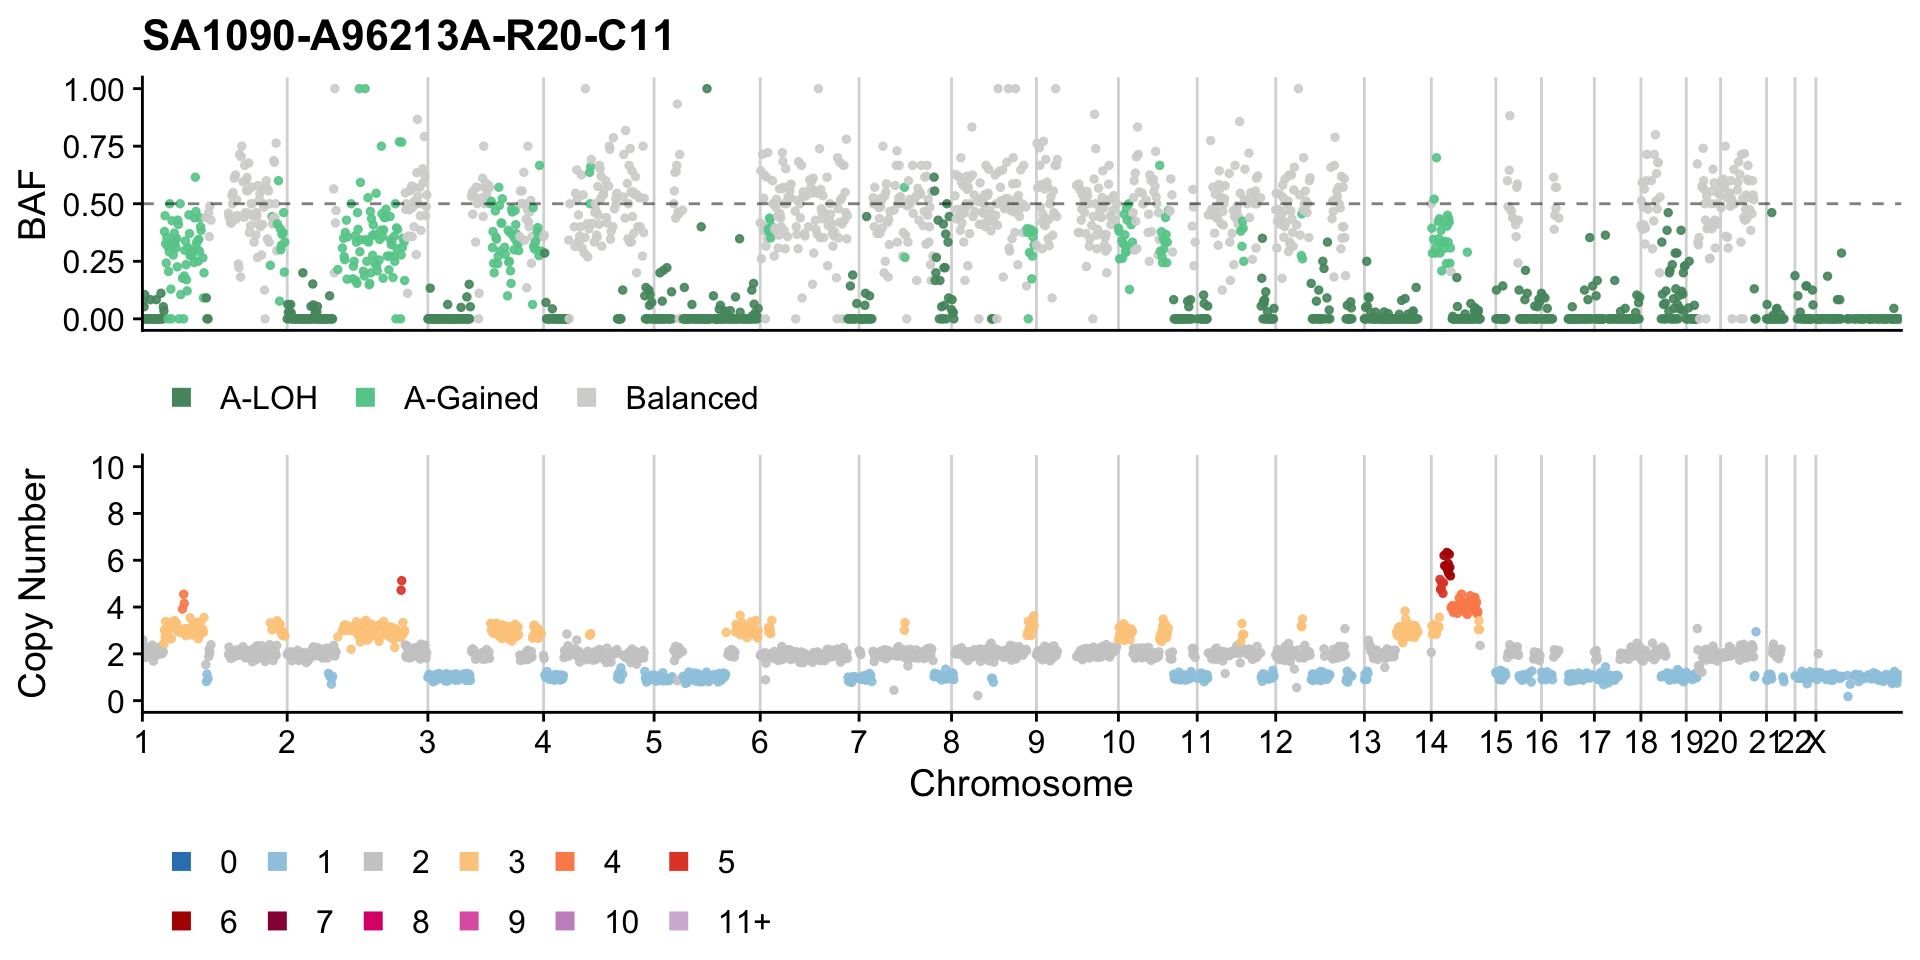 SA1090-A96213A-R20-C11
1.00
0.75
0.50
0.25
0.00
BAF
A-LOH A-Gained Balanced
10
8
6
4
2
0
Copy Number
1 2 3 4 5 6 7 8 9 10 11 12 13 14 15 16 17 18 19 20 21 22 X
Chromosome
0 1 2 3 4 5
6 7 8 9 10 11+